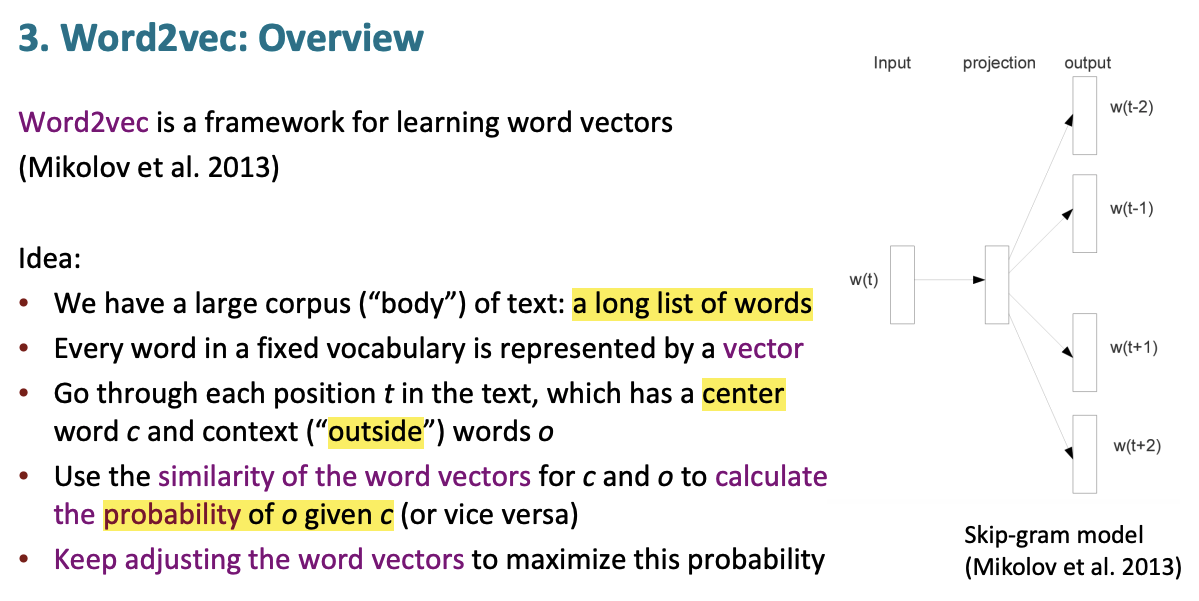 3. Word2vec: Overview
Word2vec is a framework for learning word vectors
(Mikolov et al. 2013)
Idea:
• We have a large corpus (“body”) of text: a long list of words
• Every word in a fixed vocabulary is represented by a vector
• Go through each position t in the text, which has a center
word c and context (“outside”) words o
• Use the similarity of the word vectors for c and o to calculate
the probability of o given c (or vice versa)
• Keep adjusting the word vectors to maximize this probability
Input projection output
w(t-2)
w(t-1)
w(t)
w(t+1)
w(t+2)
Skip-gram model
(Mikolov et al. 2013)